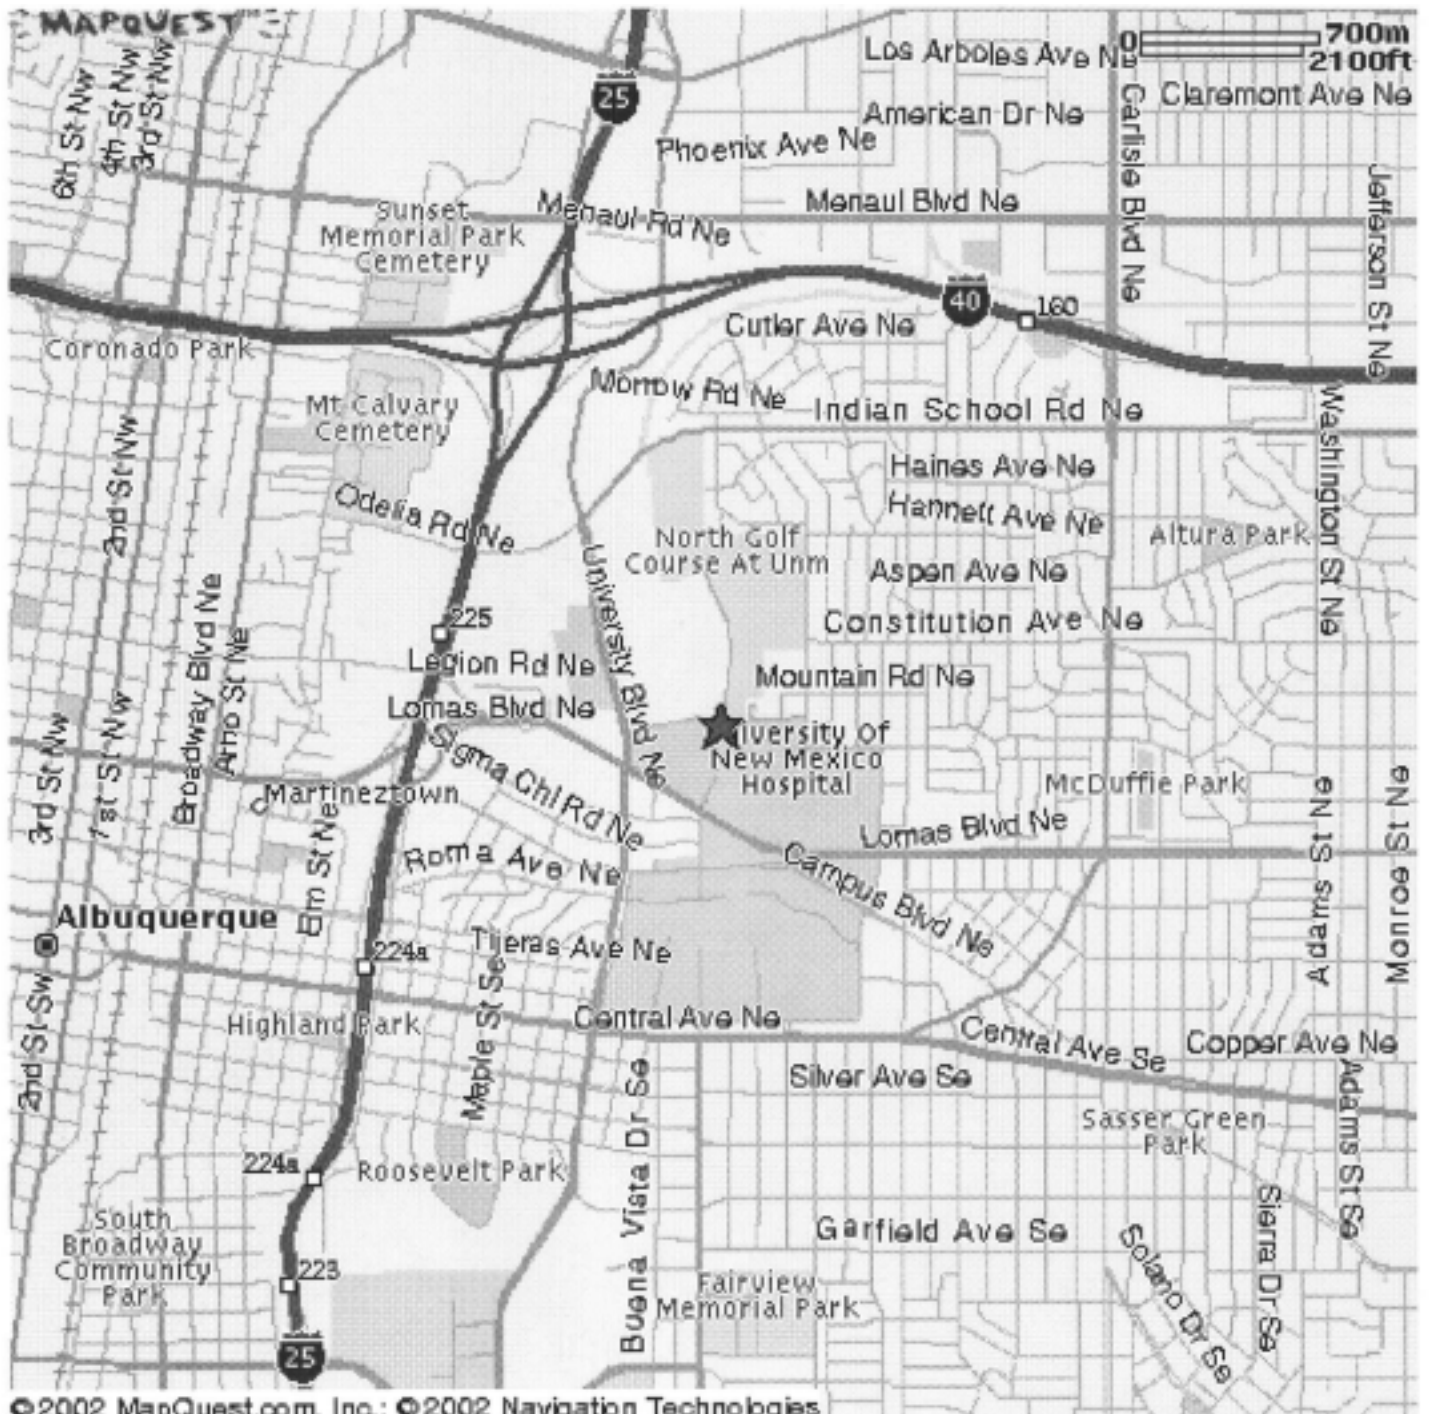 MAPQUEST
0 700m
2100ft
Los Arboles Ave Ne
Claremont Ave Ne
6th St Nw
4th St Nw
3rd St Nw
25
American Dr Ne
Carlisle Blvd Ne
Phoenix Ave Ne
Jefferson St Ne
Menaul Rd Ne
Menaul Blvd Ne
Sunset
Memorial Park
Cemetery
40
160
Cutler Ave Ne
Coronado Park
Morrow Rd Ne
Indian School Rd Ne
Washington St Ne
Mt Calvary
Cemetery
2nd St Nw
Haines Ave Ne
Odelia Rd Ne
Hannett Ave Ne
North Golf
Course At Unm
Altura Park
University Blvd Ne
Aspen Ave Ne
225
Constitution Ave Ne
Broadway Blvd Ne
Arno St Ne
Legion Rd Ne
Mountain Rd Ne
Lomas Blvd Ne
3rd St Nw
1st St Nw
Sigma Chi Rd Ne
iversity Of
New Mexico
Hospital
McDuffie Park
Martineztown
Adams St Ne
Monroe St Ne
Elm St Ne
Lomas Blvd Ne
Roma Ave Ne
Campus Blvd Ne
Albuquerque
224a
Tijeras Ave Ne
2nd St Sw
Maple St Se
Highland Park
Central Ave Ne
Central Ave Se
Copper Ave Ne
Silver Ave Se
Buena Vista Dr Se
Adams St Se
Sasser Green
Park
224a
Roosevelt Park
South
Broadway
Community
Park
Garfield Ave Se
Solano Dr Se
Sierra Dr Se
223
Fairview
Memorial Park
25
©2002 MapQuest.com, Inc.; ©2002 Navigation Technologies